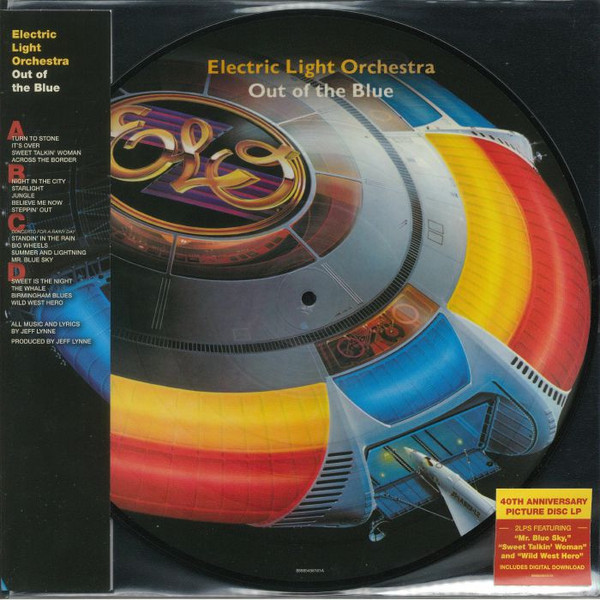 Electric
Light
Orchestra
Out of
the Blue
A
TURN TO STONE
IT'S OVER
SWEET TALKIN' WOMAN
ACROSS THE BORDER
B
NIGHT IN THE CITY
STARLIGHT
JUNGLE
BELIEVE ME NOW
STEPPIN' OUT
C
CONCERTO FOR A RAINY DAY
STANDIN' IN THE RAIN
BIG WHEELS
SUMMER AND LIGHTNING
MR. BLUE SKY
D
SWEET IS THE NIGHT
THE WHALE
BIRMINGHAM BLUES
WILD WEST HERO
ALL MUSIC AND LYRICS
BY JEFF LYNNE
PRODUCED BY JEFF LYNNE
Electric Light Orchestra
Out of the Blue
ELO
40TH ANNIVERSARY
PICTURE DISC LP
2LPS FEATURING
"Mr. Blue Sky,"
"Sweet Talkin' Woman"
and "Wild West Hero"
INCLUDES DIGITAL DOWNLOAD